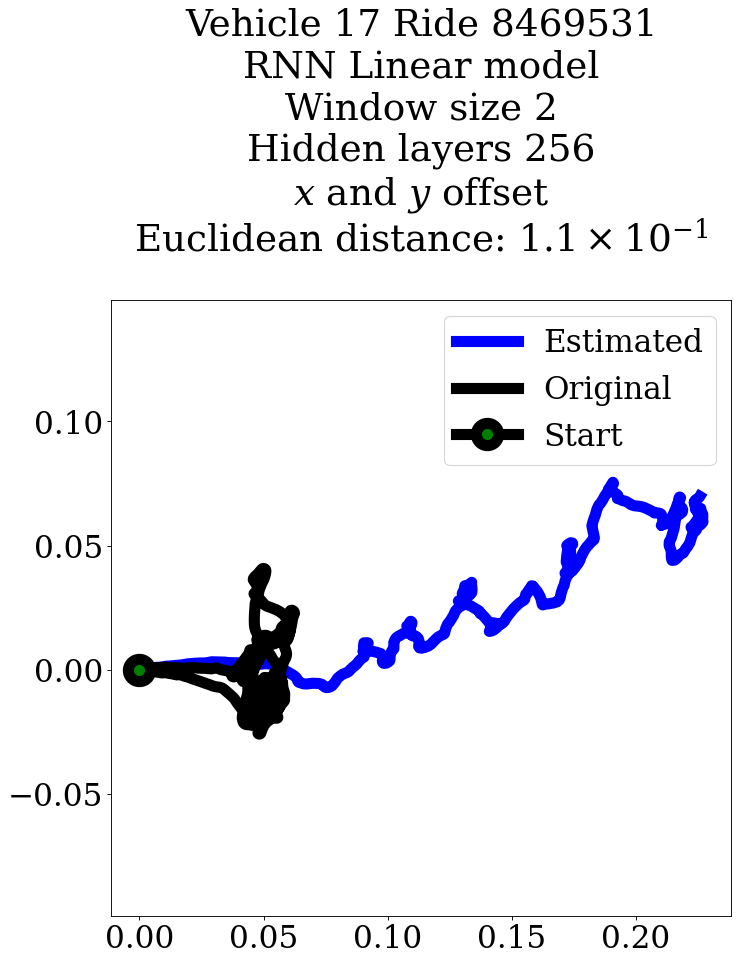 Vehicle 17 Ride 8469531
RNN Linear model
Window size 2
Hidden layers 256
x and y offset
Euclidean distance: 1.1 × 10⁻¹
Estimated
Original
Start
0.10
0.05
0.00
−0.05
0.00 0.05 0.10 0.15 0.20